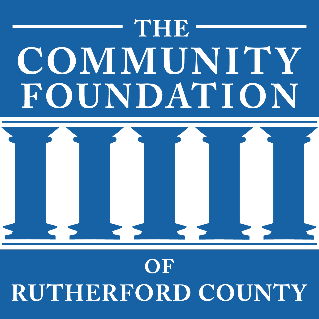 THE
COMMUNITY
FOUNDATION
OF
RUTHERFORD COUNTY